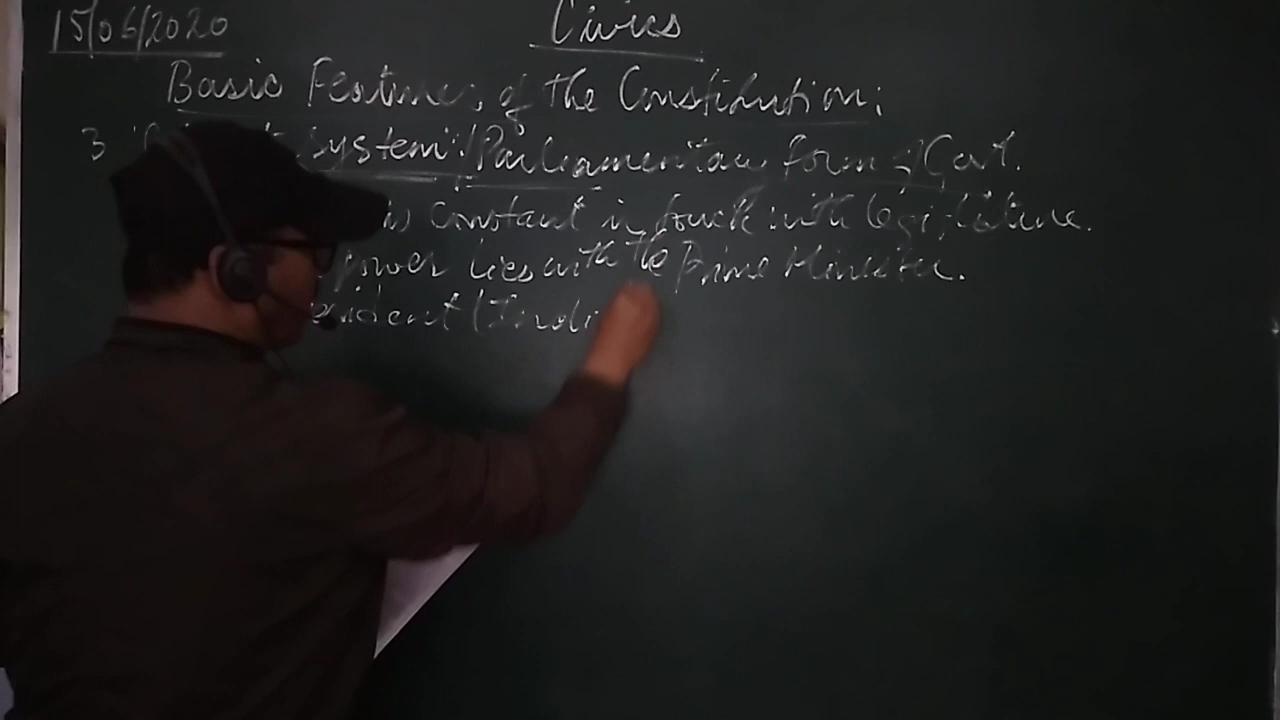 15/06/2020
Civics
Basic Features of the Constitution:
3 System"/Parliamentary form of Govt.
is constant in touch with legislature.
power lies with the Prime Minister.
(Indi